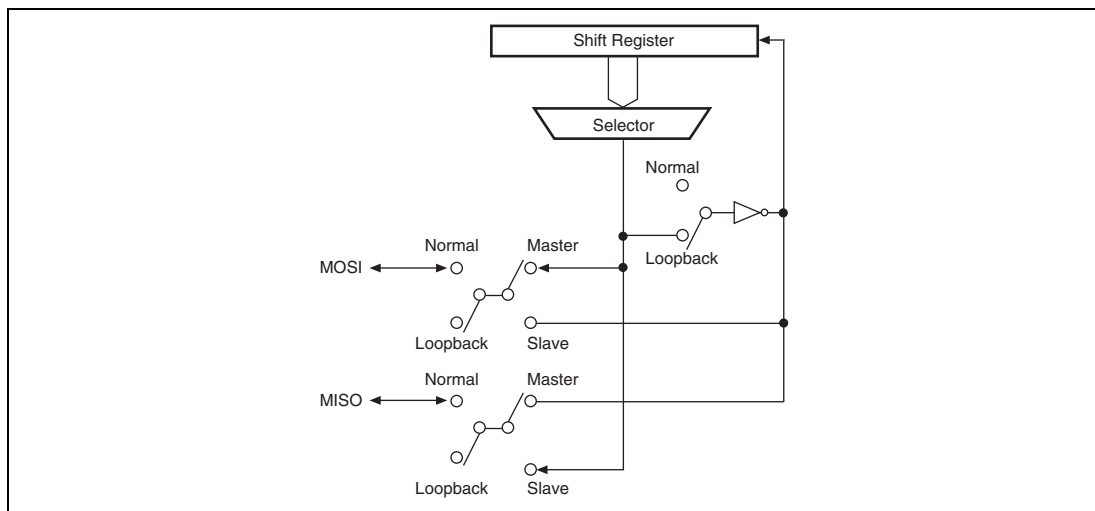 Shift Register
Selector
Normal
Normal
Master
Loopback
MOSI
Loopback
Slave
Normal
Master
MISO
Loopback
Slave